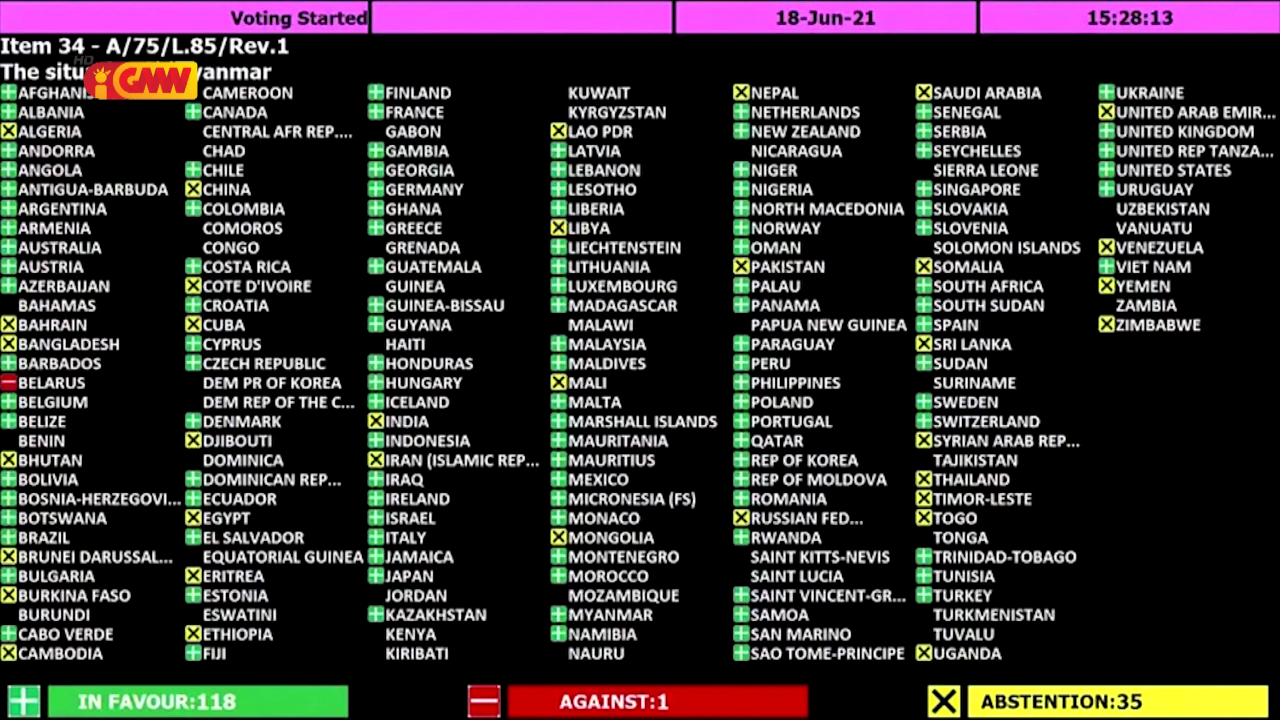 Voting Started 18-Jun-21 15:28:13
Item 34 - A/75/L.85/Rev.1
HD
The situ
GMW
yanmar
AFGHANI
ALBANIA
ALGERIA
ANDORRA
ANGOLA
ANTIGUA-BARBUDA
ARGENTINA
ARMENIA
AUSTRALIA
AUSTRIA
AZERBAIJAN
BAHAMAS
BAHRAIN
BANGLADESH
BARBADOS
BELARUS
BELGIUM
BELIZE
BENIN
BHUTAN
BOLIVIA
BOSNIA-HERZEGOVI...
BOTSWANA
BRAZIL
BRUNEI DARUSSAL...
BULGARIA
BURKINA FASO
BURUNDI
CABO VERDE
CAMBODIA
CAMEROON
CANADA
CENTRAL AFR REP....
CHAD
CHILE
CHINA
COLOMBIA
COMOROS
CONGO
COSTA RICA
COTE D'IVOIRE
CROATIA
CUBA
CYPRUS
CZECH REPUBLIC
DEM PR OF KOREA
DEM REP OF THE C...
DENMARK
DJIBOUTI
DOMINICA
DOMINICAN REP...
ECUADOR
EGYPT
EL SALVADOR
EQUATORIAL GUINEA
ERITREA
ESTONIA
ESWATINI
ETHIOPIA
FIJI
FINLAND
FRANCE
GABON
GAMBIA
GEORGIA
GERMANY
GHANA
GREECE
GRENADA
GUATEMALA
GUINEA
GUINEA-BISSAU
GUYANA
HAITI
HONDURAS
HUNGARY
ICELAND
INDIA
INDONESIA
IRAN (ISLAMIC REP...
IRAQ
IRELAND
ISRAEL
ITALY
JAMAICA
JAPAN
JORDAN
KAZAKHSTAN
KENYA
KIRIBATI
KUWAIT
KYRGYZSTAN
LAO PDR
LATVIA
LEBANON
LESOTHO
LIBERIA
LIBYA
LIECHTENSTEIN
LITHUANIA
LUXEMBOURG
MADAGASCAR
MALAWI
MALAYSIA
MALDIVES
MALI
MALTA
MARSHALL ISLANDS
MAURITANIA
MAURITIUS
MEXICO
MICRONESIA (FS)
MONACO
MONGOLIA
MONTENEGRO
MOROCCO
MOZAMBIQUE
MYANMAR
NAMIBIA
NAURU
NEPAL
NETHERLANDS
NEW ZEALAND
NICARAGUA
NIGER
NIGERIA
NORTH MACEDONIA
NORWAY
OMAN
PAKISTAN
PALAU
PANAMA
PAPUA NEW GUINEA
PARAGUAY
PERU
PHILIPPINES
POLAND
PORTUGAL
QATAR
REP OF KOREA
REP OF MOLDOVA
ROMANIA
RUSSIAN FED...
RWANDA
SAINT KITTS-NEVIS
SAINT LUCIA
SAINT VINCENT-GR...
SAMOA
SAN MARINO
SAO TOME-PRINCIPE
SAUDI ARABIA
SENEGAL
SERBIA
SEYCHELLES
SIERRA LEONE
SINGAPORE
SLOVAKIA
SLOVENIA
SOLOMON ISLANDS
SOMALIA
SOUTH AFRICA
SOUTH SUDAN
SPAIN
SRI LANKA
SUDAN
SURINAME
SWEDEN
SWITZERLAND
SYRIAN ARAB REP...
TAJIKISTAN
THAILAND
TIMOR-LESTE
TOGO
TONGA
TRINIDAD-TOBAGO
TUNISIA
TURKEY
TURKMENISTAN
TUVALU
UGANDA
UKRAINE
UNITED ARAB EMIR...
UNITED KINGDOM
UNITED REP TANZA...
UNITED STATES
URUGUAY
UZBEKISTAN
VANUATU
VENEZUELA
VIET NAM
YEMEN
ZAMBIA
ZIMBABWE
IN FAVOUR:118 AGAINST:1 ABSTENTION:35